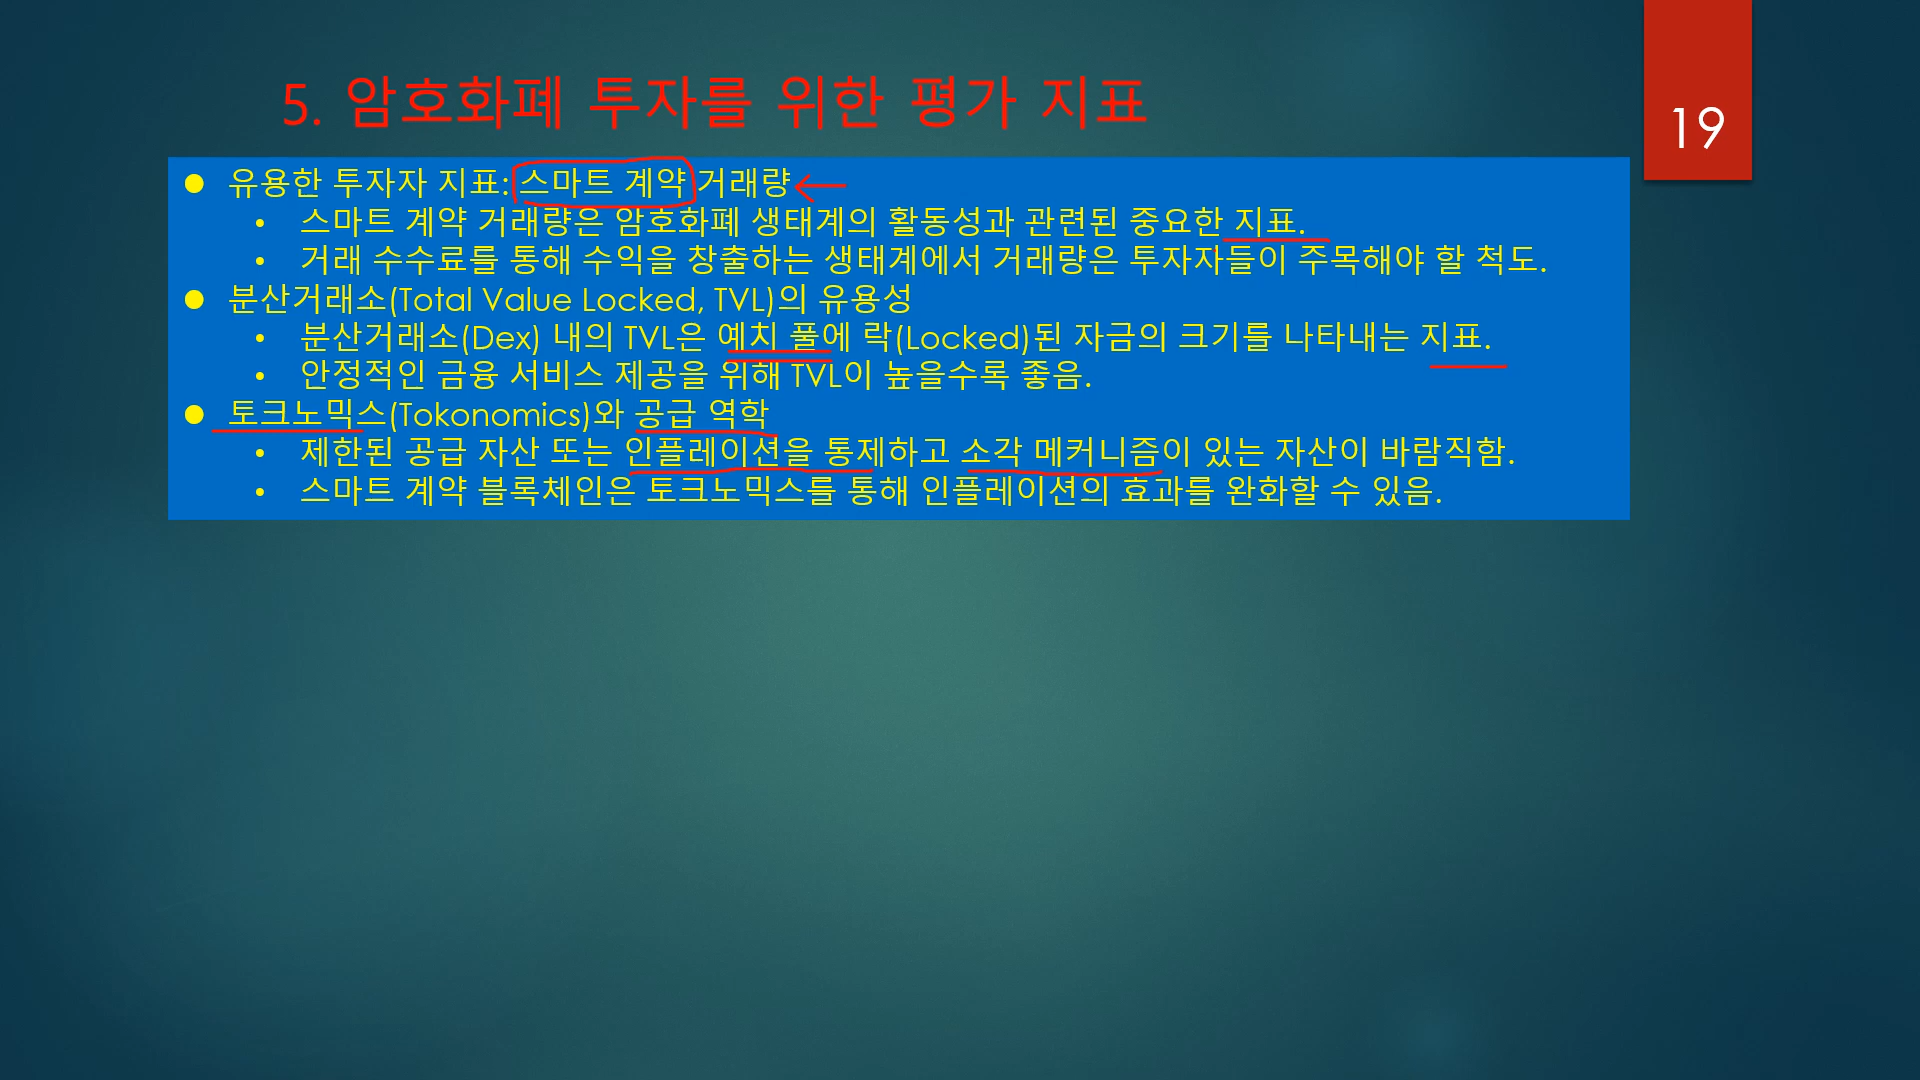 5. 암호화폐 투자를 위한 평가 지표
19
● 유용한 투자자 지표: 스마트 계약 거래량
• 스마트 계약 거래량은 암호화폐 생태계의 활동성과 관련된 중요한 지표.
• 거래 수수료를 통해 수익을 창출하는 생태계에서 거래량은 투자자들이 주목해야 할 척도.
● 분산거래소(Total Value Locked, TVL)의 유용성
• 분산거래소(Dex) 내의 TVL은 예치 풀에 락(Locked)된 자금의 크기를 나타내는 지표.
• 안정적인 금융 서비스 제공을 위해 TVL이 높을수록 좋음.
● 토크노믹스(Tokonomics)와 공급 역학
• 제한된 공급 자산 또는 인플레이션을 통제하고 소각 메커니즘이 있는 자산이 바람직함.
• 스마트 계약 블록체인은 토크노믹스를 통해 인플레이션의 효과를 완화할 수 있음.